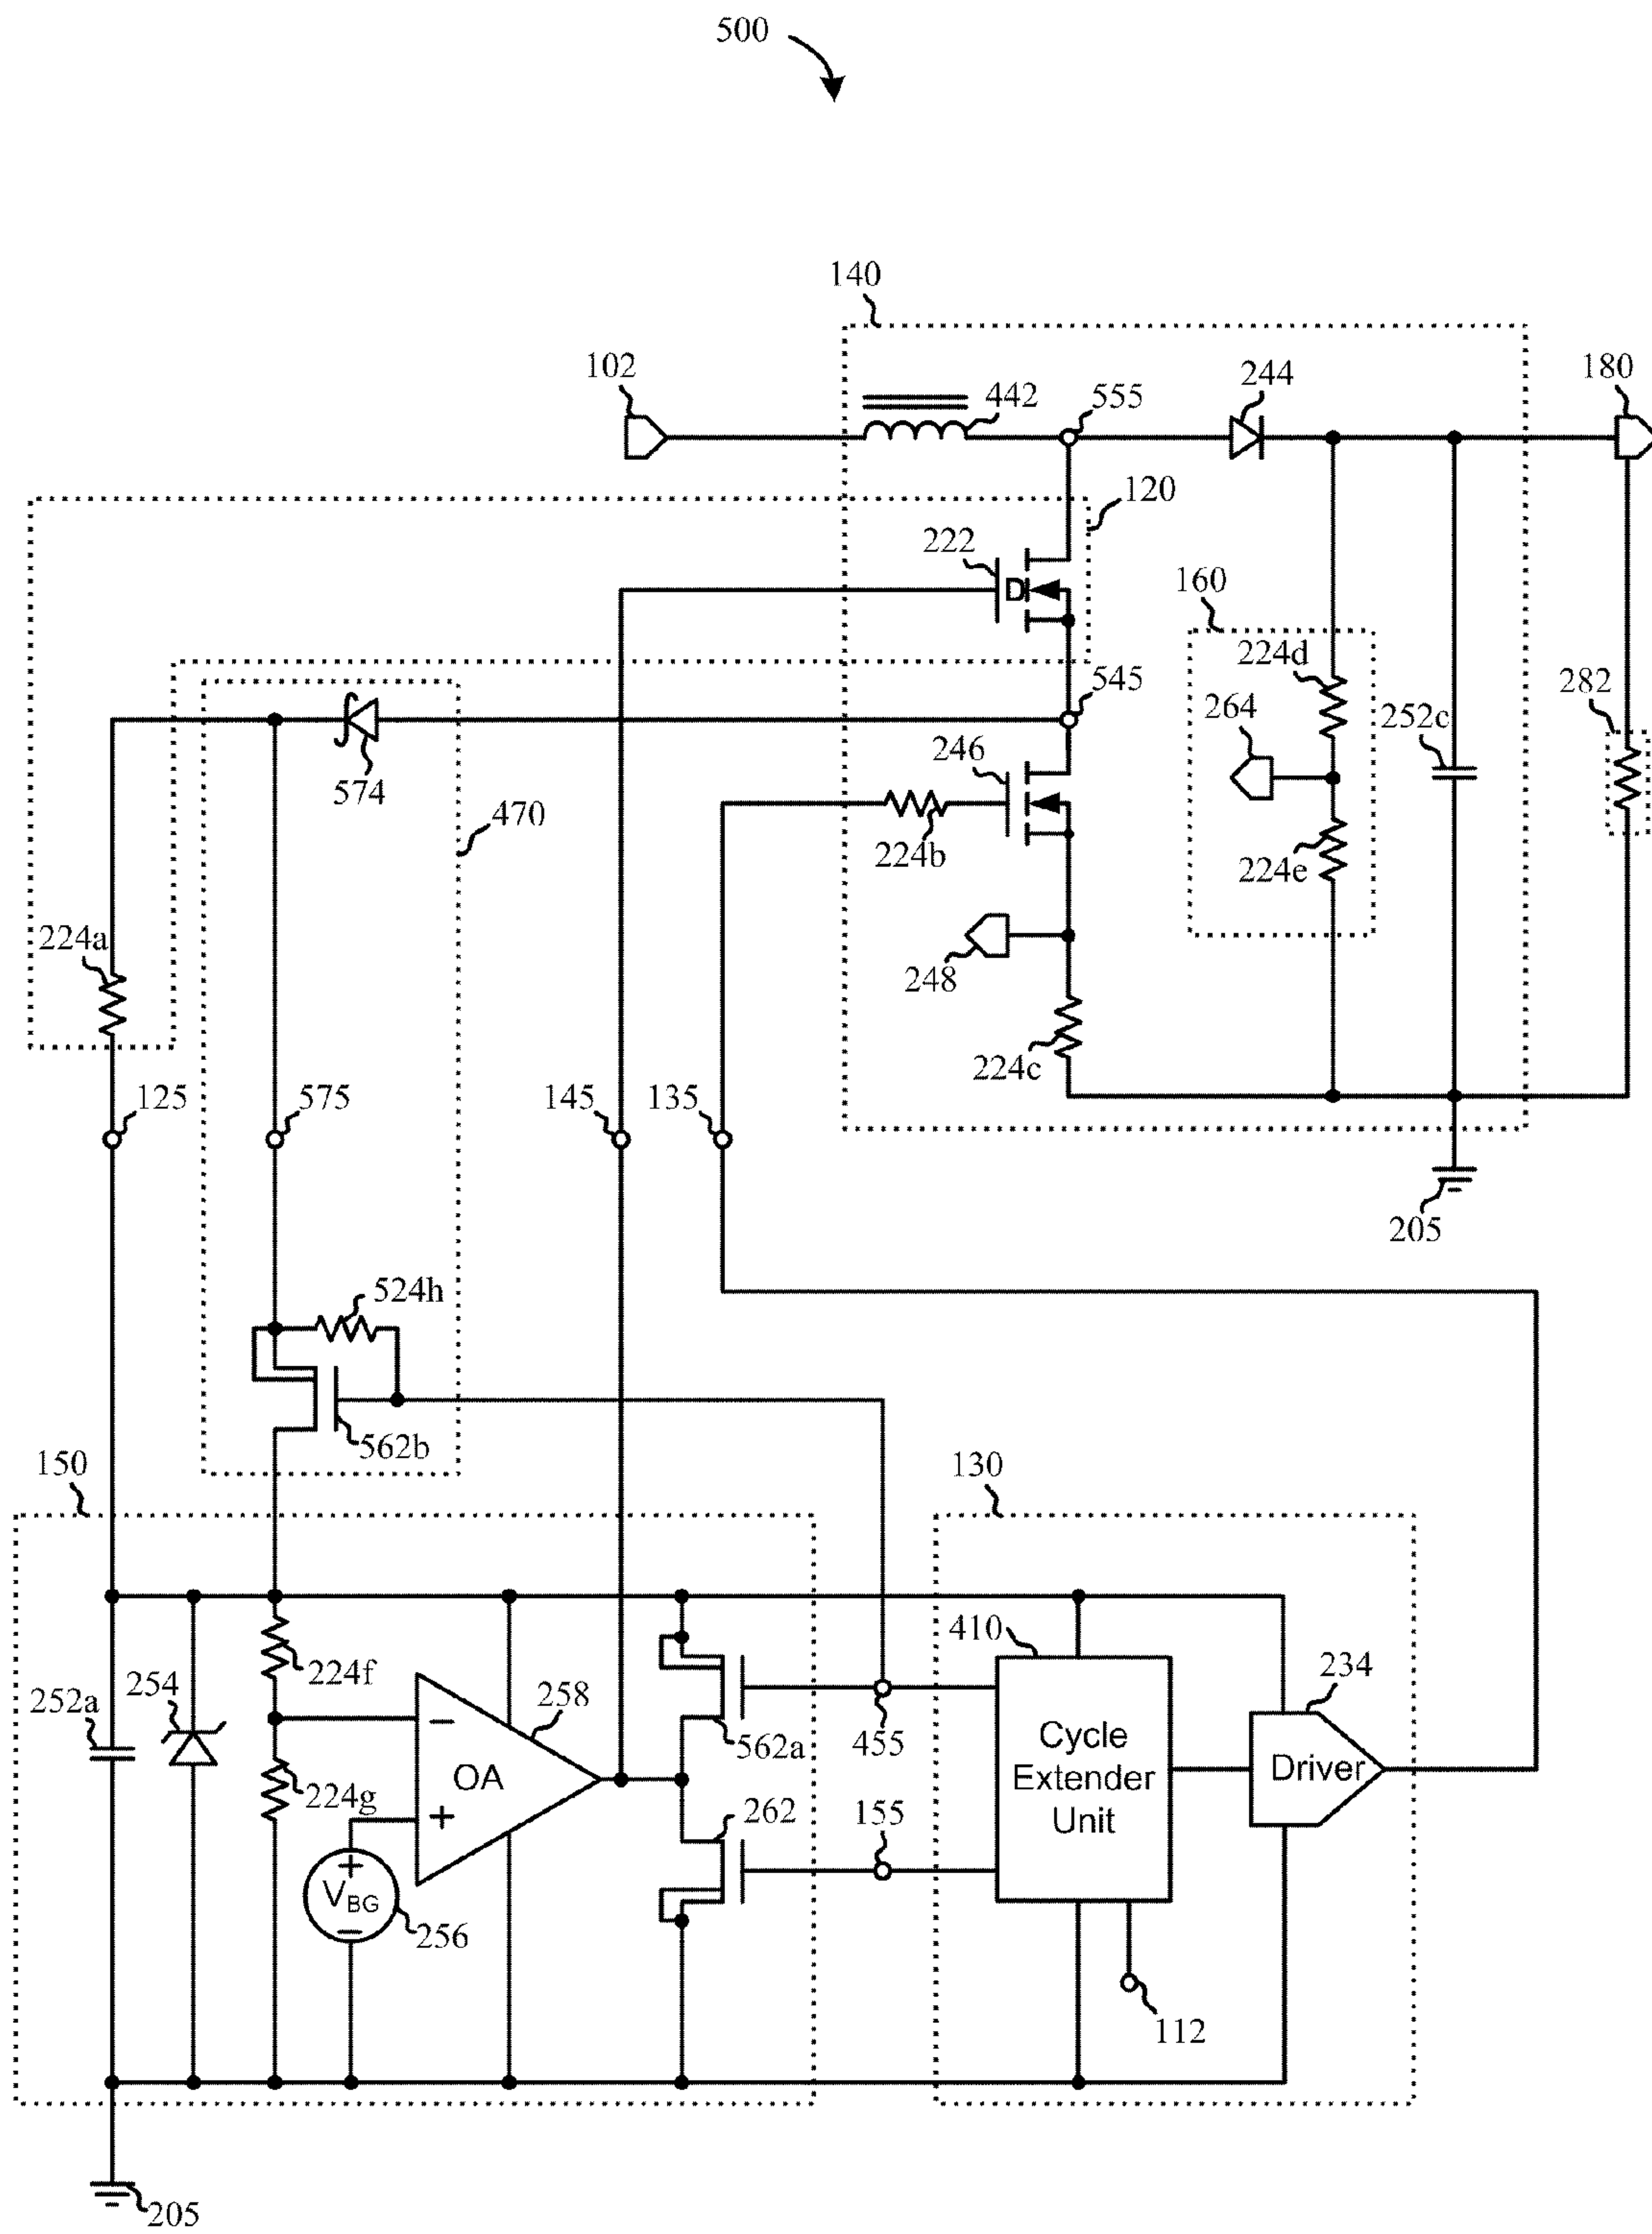 500
140
102
442
555
244
180
120
222
D
160
224d
545
264
282
246
252c
574
470
224b
224e
224a
248
224c
125
575
145
135
205
524h
562b
150
130
410
224f
234
254
258
252a
562a
455
Cycle
Extender
Unit
Driver
−
OA
224g
+
262
155
+
VBG
−
256
112
205